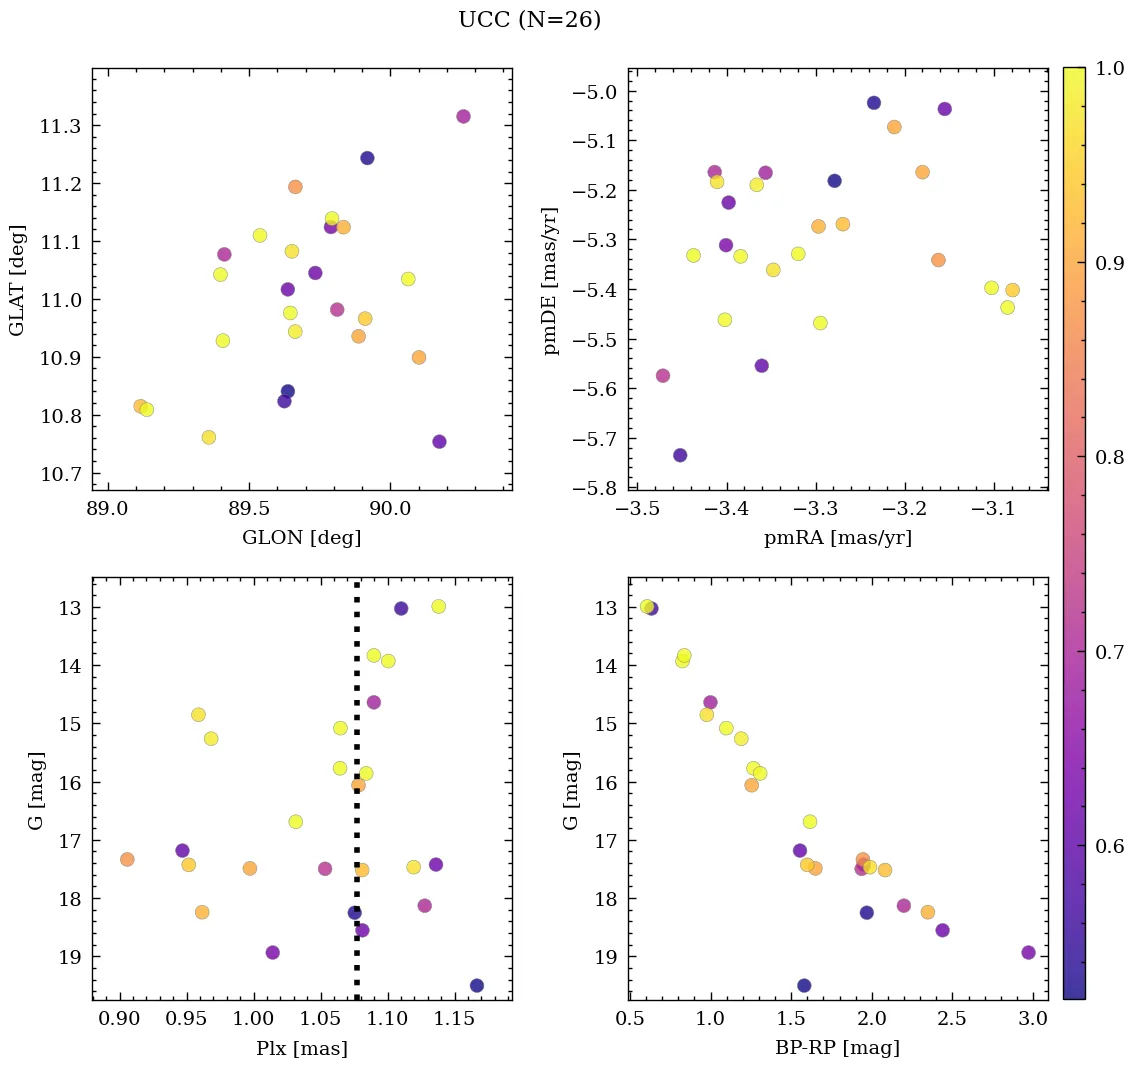 UCC (N=26)
11.3
11.2
11.1
11.0
10.9
10.8
10.7
GLAT [deg]
89.0 89.5 90.0
GLON [deg]
−5.0
−5.1
−5.2
−5.3
−5.4
−5.5
−5.6
−5.7
−5.8
pmDE [mas/yr]
−3.5 −3.4 −3.3 −3.2 −3.1
pmRA [mas/yr]
1.0
0.9
0.8
0.7
0.6
13
14
15
16
17
18
19
G [mag]
0.90 0.95 1.00 1.05 1.10 1.15
Plx [mas]
13
14
15
16
17
18
19
G [mag]
0.5 1.0 1.5 2.0 2.5 3.0
BP-RP [mag]